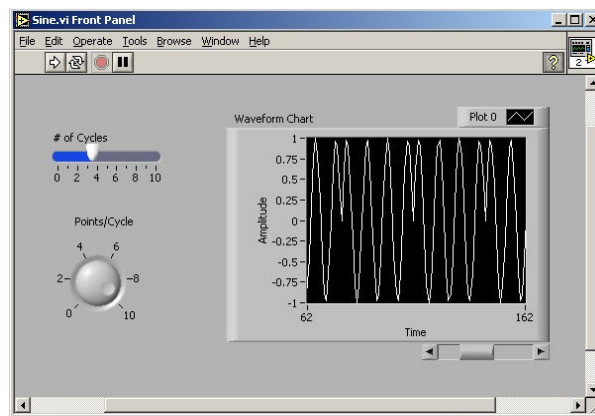 Sine.vi Front Panel
File Edit Operate Tools Browse Window Help
?
2
Waveform Chart
Plot 0
# of Cycles
0 2 4 6 8 10
Points/Cycle
0 2 4 6 8 10
Amplitude
1
0.75
0.5
0.25
0
-0.25
-0.5
-0.75
-1
62 162
Time